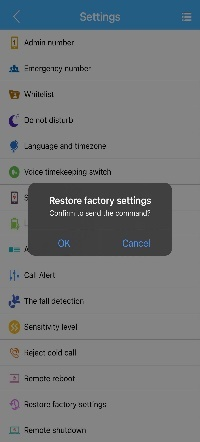 Settings
Admin number
Emergency number
Whitelist
Do not disturb
Language and timezone
Voice timekeeping switch
S
Restore factory settings
Confirm to send the command?
OK
Cancel
A
Call Alert
The fall detection
Sensitivity level
Reject cold call
Remote reboot
Restore factory settings
Remote shutdown